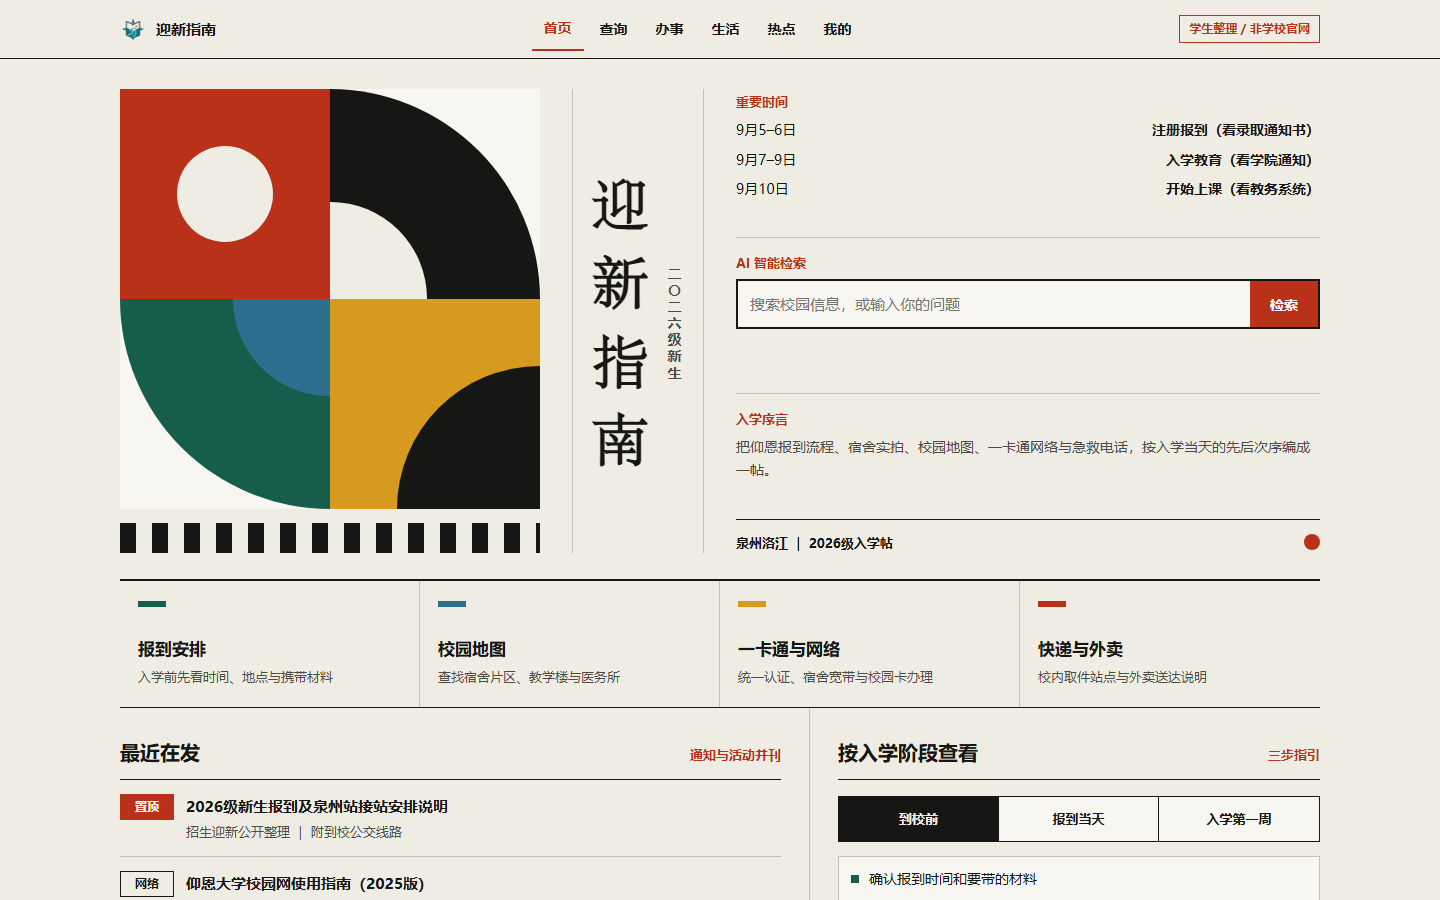 迎新指南
首页 查询 办事 生活 热点 我的
学生整理 / 非学校官网
迎新指南
二〇二六级新生
重要时间
9月5–6日 注册报到（看录取通知书）
9月7–9日 入学教育（看学院通知）
9月10日 开始上课（看教务系统）
AI 智能检索
搜索校园信息，或输入你的问题 检索
入学序言
把仰恩报到流程、宿舍实拍、校园地图、一卡通网络与急救电话，按入学当天的先后次序编成
一帖。
泉州洛江 | 2026级入学帖
报到安排
入学前先看时间、地点与携带材料
校园地图
查找宿舍片区、教学楼与医务所
一卡通与网络
统一认证、宿舍宽带与校园卡办理
快递与外卖
校内取件站点与外卖送达说明
最近在发 通知与活动并刊
置顶 2026级新生报到及泉州站接站安排说明
招生迎新公开整理 | 附到校公交线路
网络 仰恩大学校园网使用指南（2025版）
按入学阶段查看 三步指引
到校前 报到当天 入学第一周
确认报到时间和要带的材料